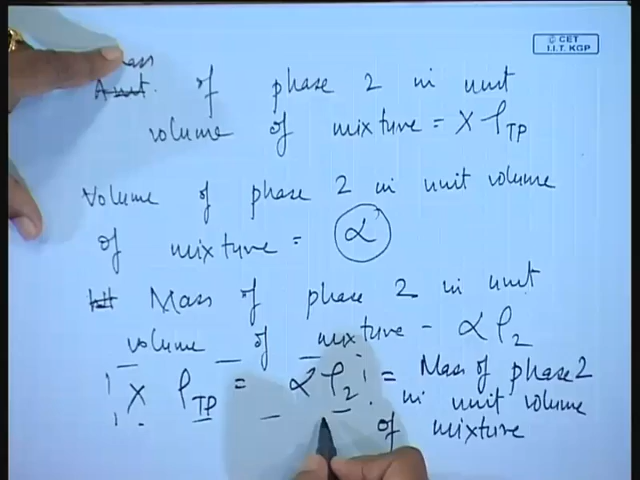 © CET
I.I.T. KGP
Mass
Amt. of phase 2 in unit
volume of mixture = x ρTP
Volume of phase 2 in unit volume
of mixture = α
Mass of phase 2 in unit
volume of mixture - αρ2
x ρTP = αρ2 = Mass of phase 2
in unit volume
of mixture